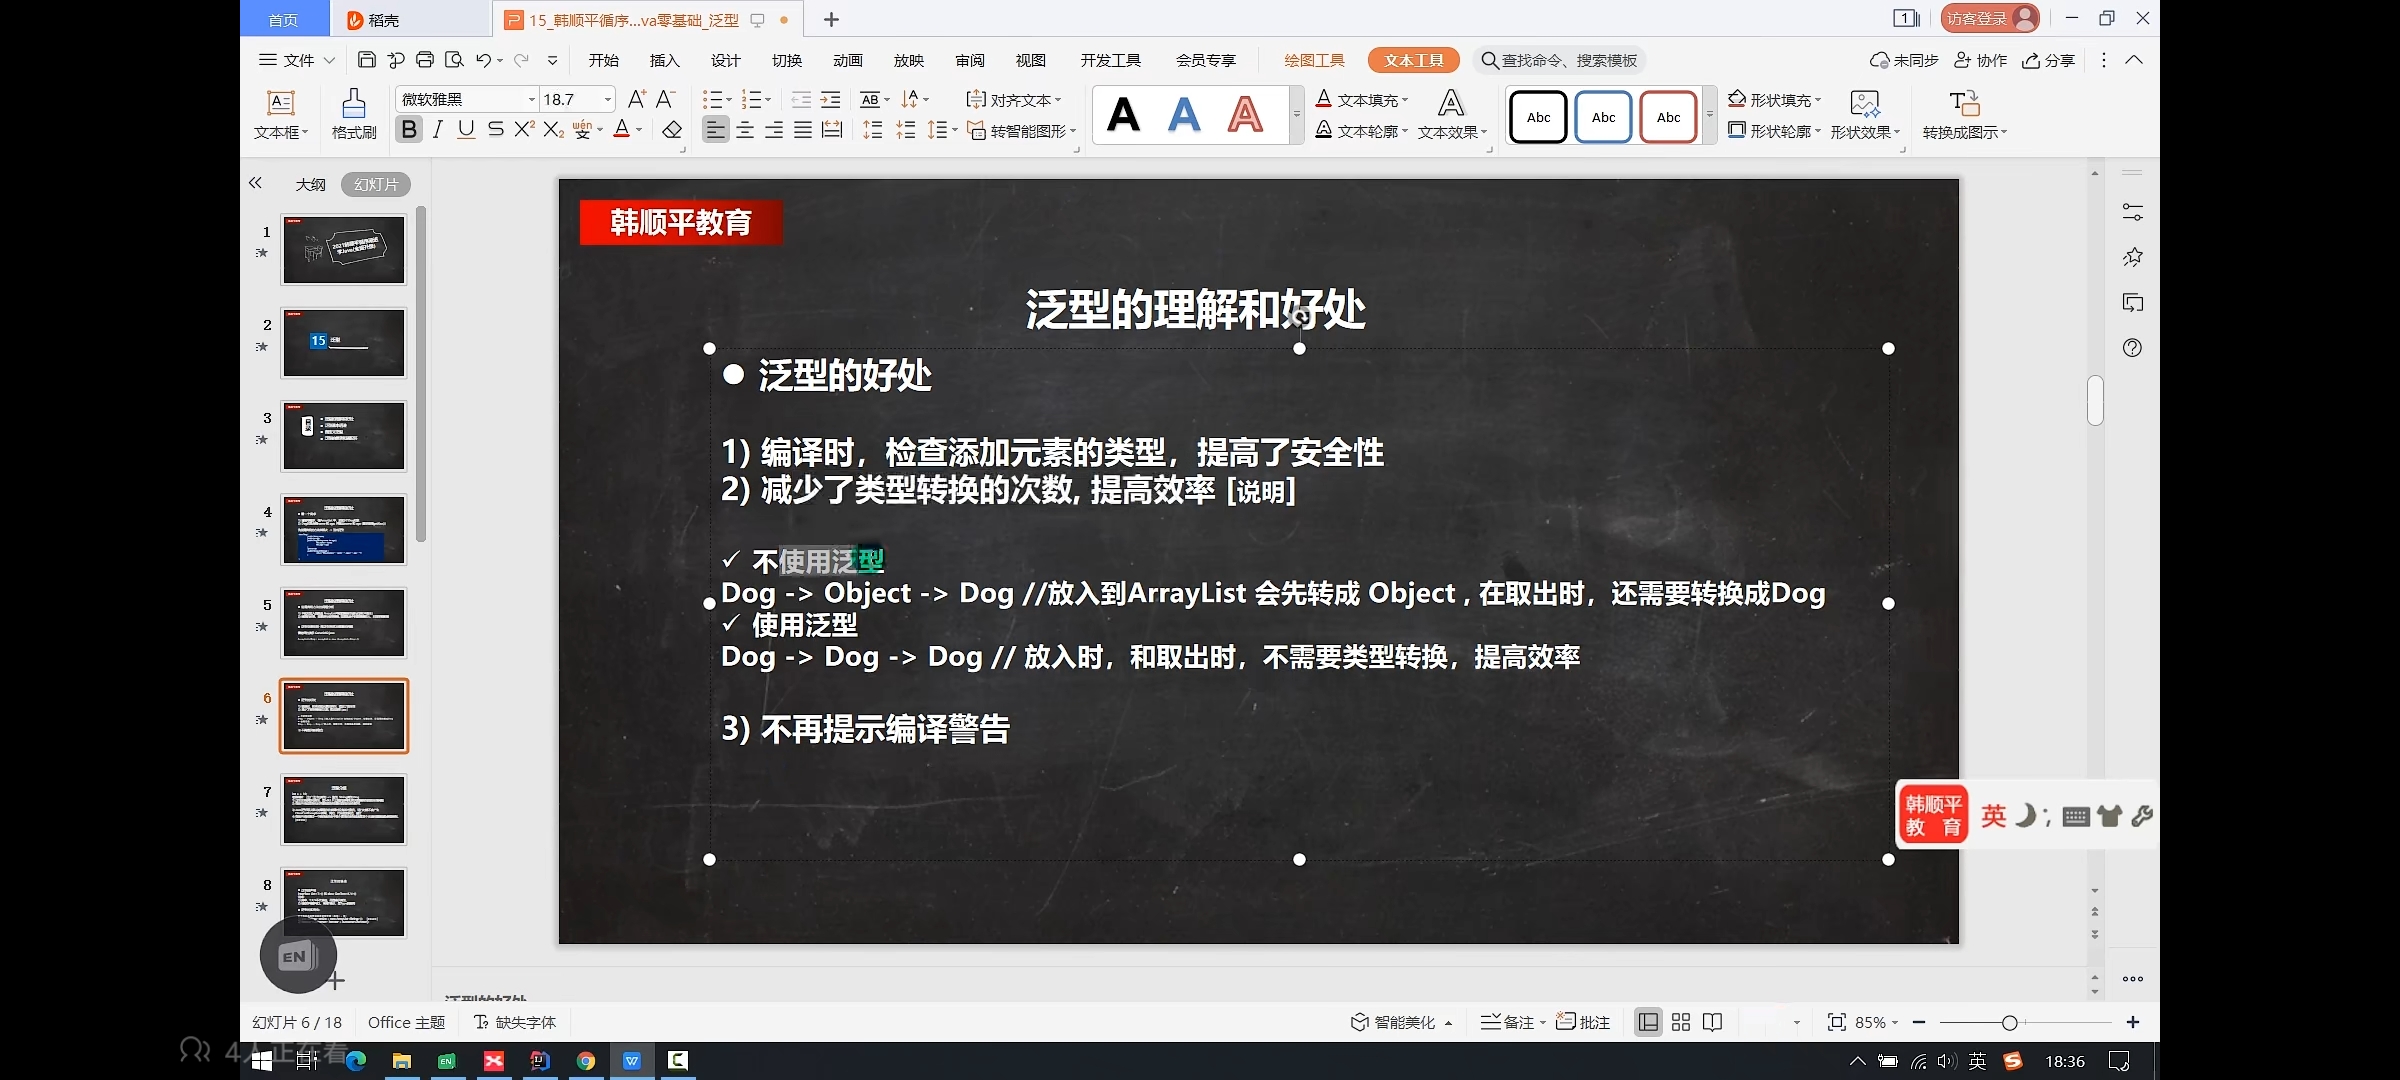 首页
稻壳
15_韩顺平循序...va零基础_泛型
1
访客登录
文件
开始 插入 设计 切换 动画 放映 审阅 视图 开发工具 会员专享 绘图工具 文本工具 查找命令、搜索模板
未同步 协作 分享
文本框
格式刷
微软雅黑 18.7
对齐文本
转智能图形
文本填充
文本轮廓
文本效果
Abc Abc Abc
形状填充
形状轮廓
形状效果
转换成图示
大纲 幻灯片
1
2
15 泛型
3
4
5
6
7
8
韩顺平教育
泛型的理解和好处
● 泛型的好处
1) 编译时，检查添加元素的类型，提高了安全性
2) 减少了类型转换的次数, 提高效率 [说明]
✓ 不使用泛型
Dog -> Object -> Dog //放入到ArrayList 会先转成 Object , 在取出时，还需要转换成Dog
✓ 使用泛型
Dog -> Dog -> Dog // 放入时，和取出时，不需要类型转换，提高效率
3) 不再提示编译警告
韩顺平
教 育
英
EN
泛型的好处
幻灯片 6 / 18 Office 主题 缺失字体
智能美化 备注 批注 85%
4人正在看
英 18:36